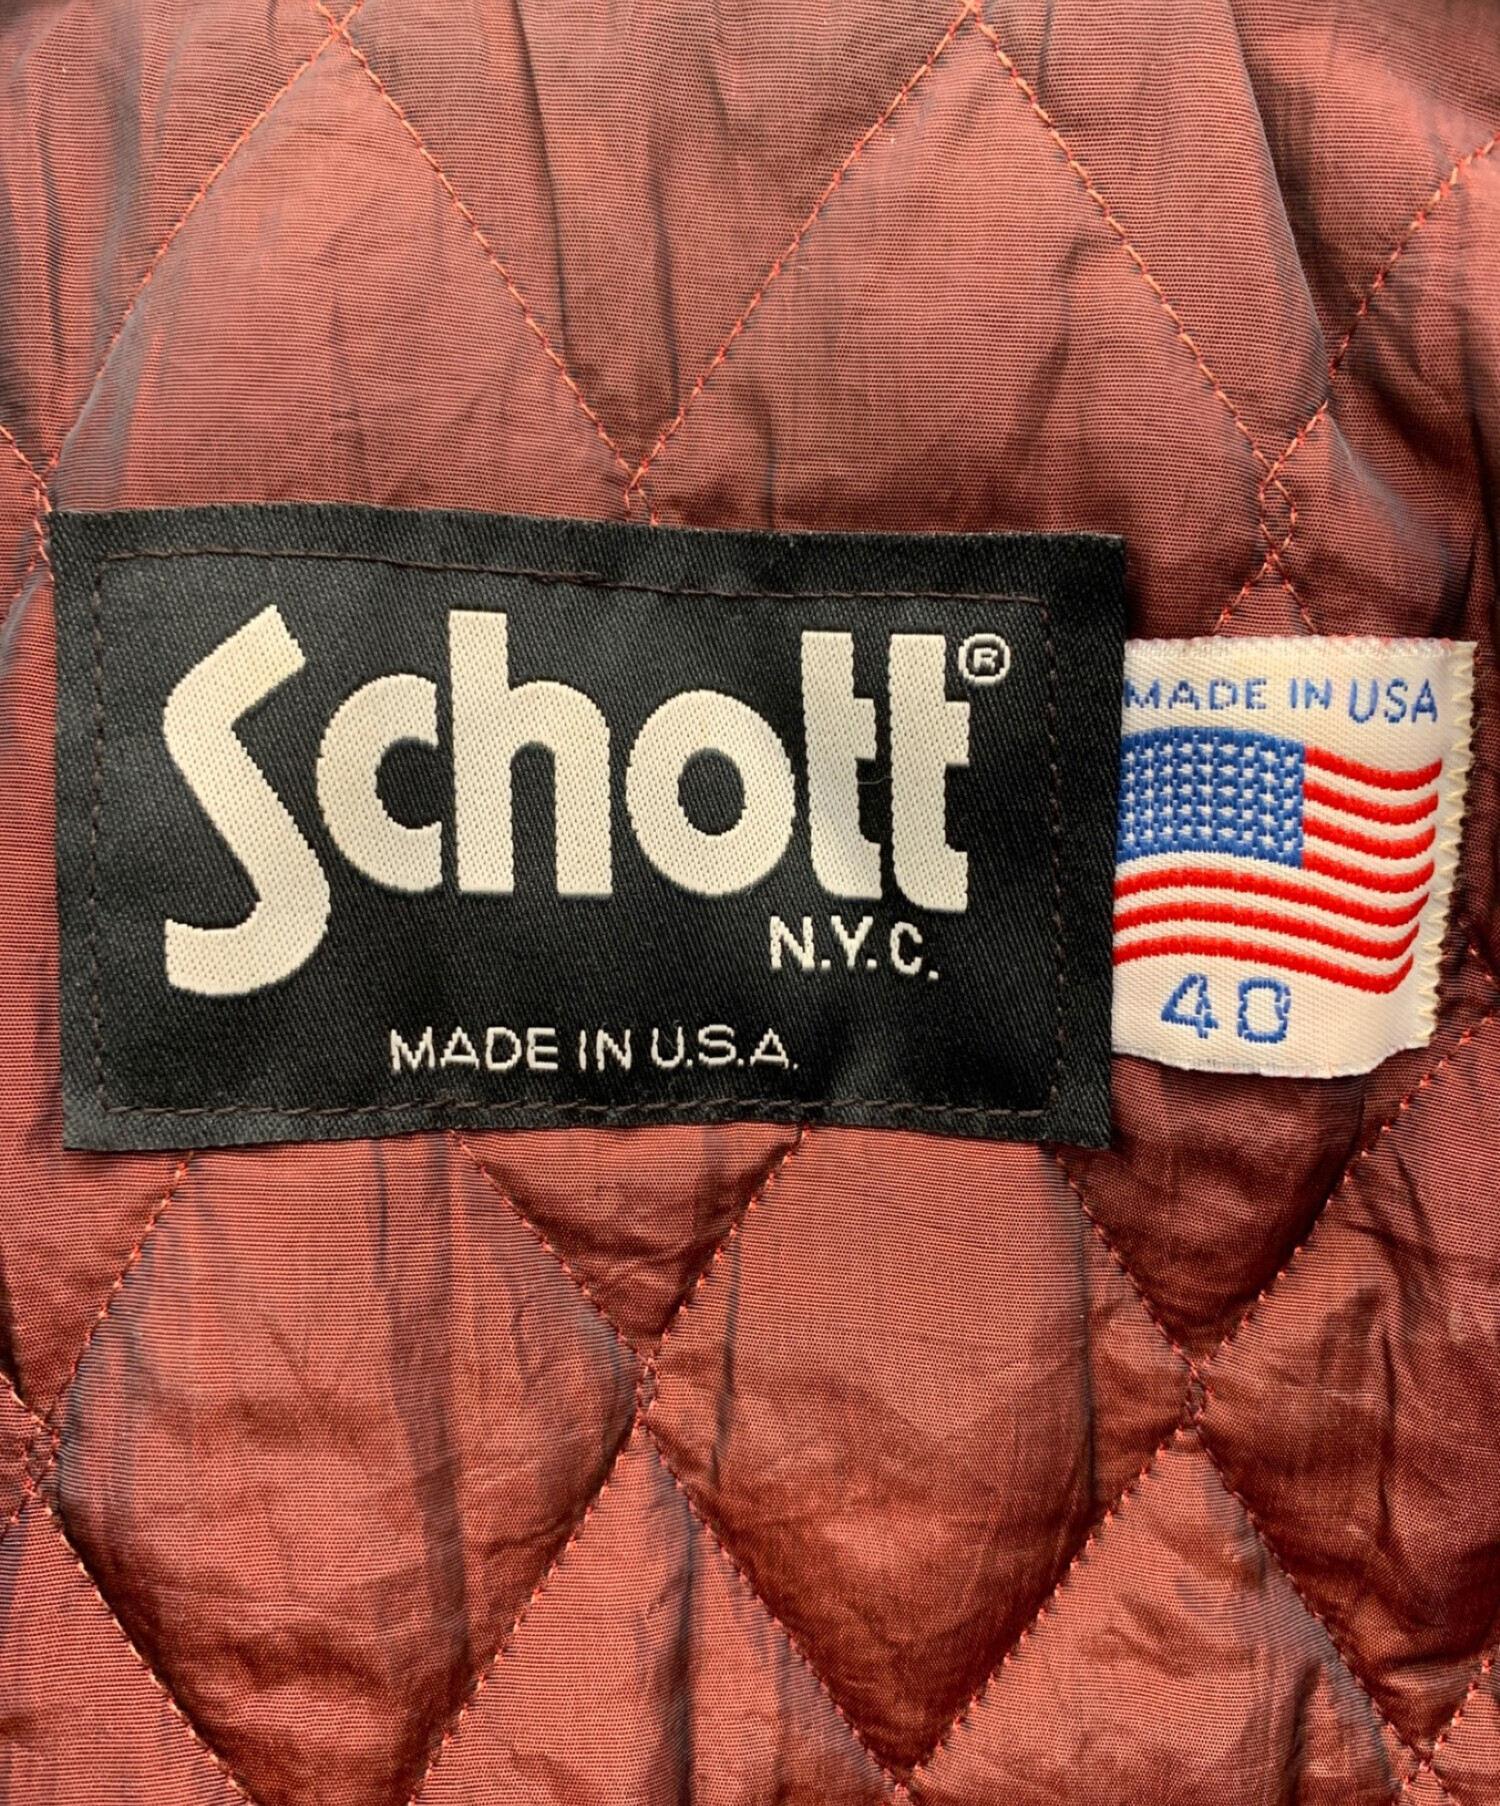 Schott®
N.Y.C.
MADE IN U.S.A.
MADE IN USA
40